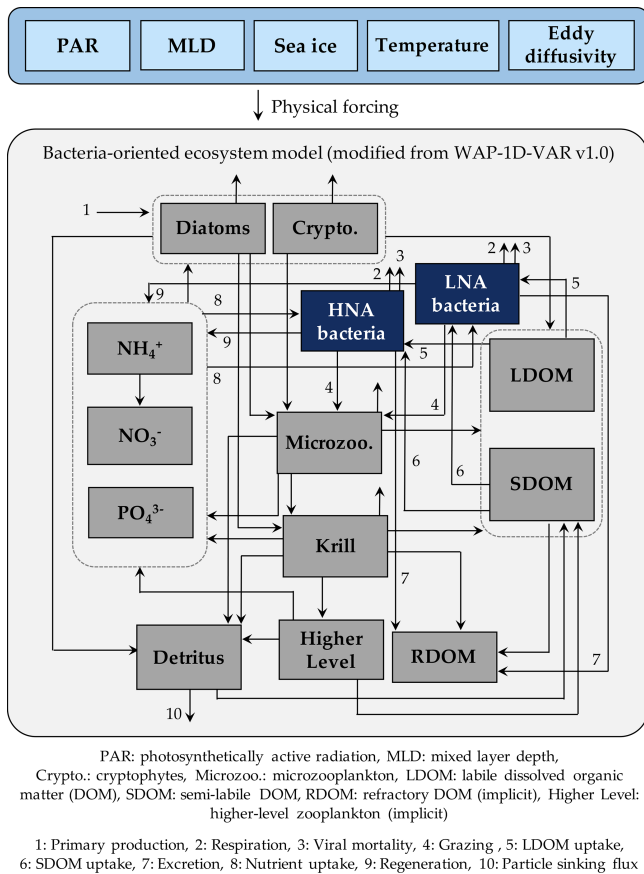 PAR
MLD
Sea ice
Temperature
Eddy
diffusivity
Physical forcing
Bacteria-oriented ecosystem model (modified from WAP-1D-VAR v1.0)
1
Diatoms
Crypto.
3
2
2
3
LNA
bacteria
9
8
HNA
bacteria
5
9
5
NH₄⁺
8
4
4
LDOM
NO₃⁻
Microzoo.
6
6
SDOM
PO₄³⁻
Krill
7
Detritus
Higher
Level
RDOM
7
10
PAR: photosynthetically active radiation, MLD: mixed layer depth,
Crypto.: cryptophytes, Microzoo.: microzooplankton, LDOM: labile dissolved organic
matter (DOM), SDOM: semi-labile DOM, RDOM: refractory DOM (implicit), Higher Level:
higher-level zooplankton (implicit)
1: Primary production, 2: Respiration, 3: Viral mortality, 4: Grazing , 5: LDOM uptake,
6: SDOM uptake, 7: Excretion, 8: Nutrient uptake, 9: Regeneration, 10: Particle sinking flux